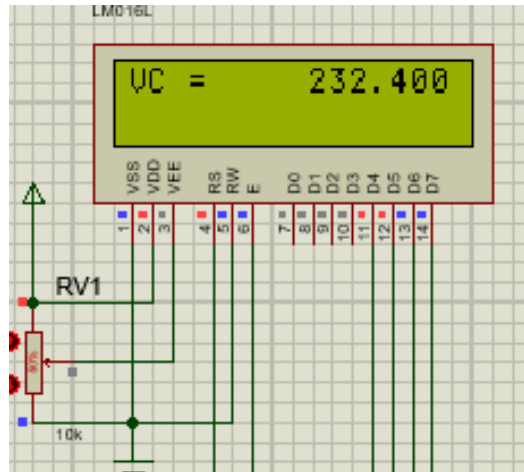 LM016L
VC = 232.400
VSS VDD VEE RS RW E D0 D1 D2 D3 D4 D5 D6 D7
1 2 3 4 5 6 7 8 9 10 11 12 13 14
RV1
10k